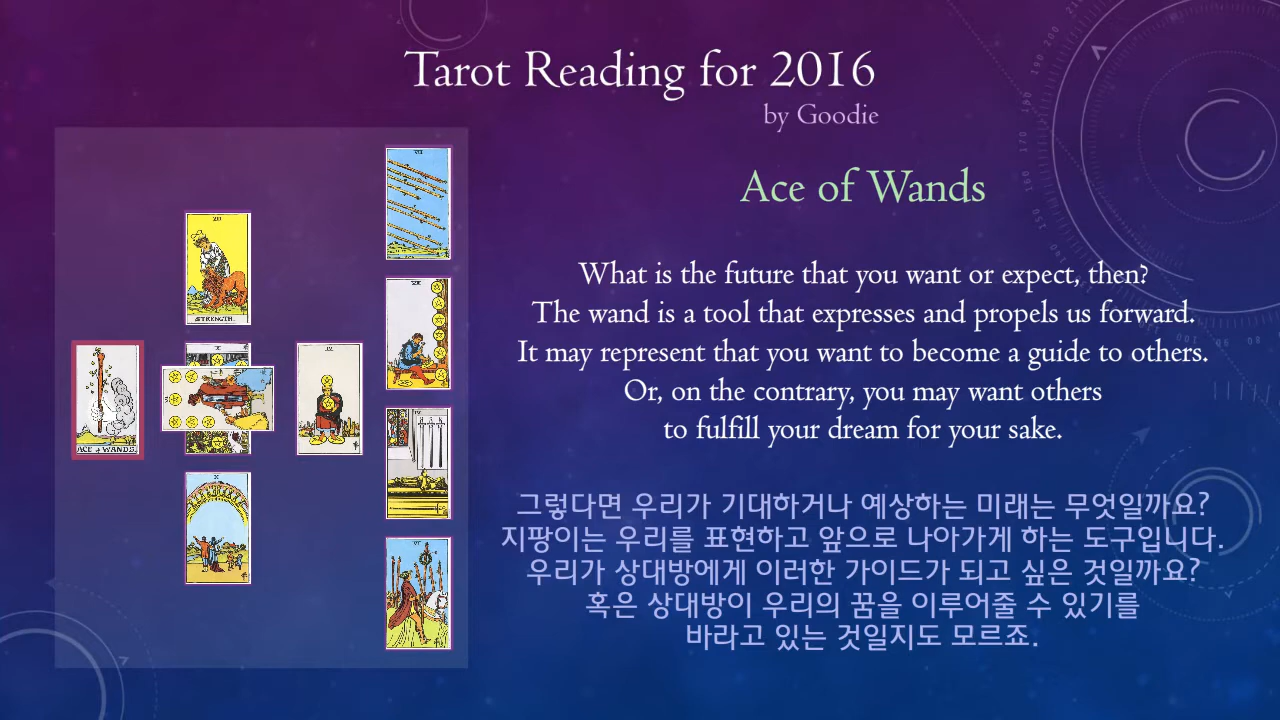 Tarot Reading for 2016
by Goodie
Ace of Wands
VII
STRENGTH.
ACE of WANDS.
IV
X
What is the future that you want or expect, then?
The wand is a tool that expresses and propels us forward.
It may represent that you want to become a guide to others.
Or, on the contrary, you may want others
to fulfill your dream for your sake.
그렇다면 우리가 기대하거나 예상하는 미래는 무엇일까요?
지팡이는 우리를 표현하고 앞으로 나아가게 하는 도구입니다.
우리가 상대방에게 이러한 가이드가 되고 싶은 것일까요?
혹은 상대방이 우리의 꿈을 이루어줄 수 있기를
바라고 있는 것일지도 모르죠.